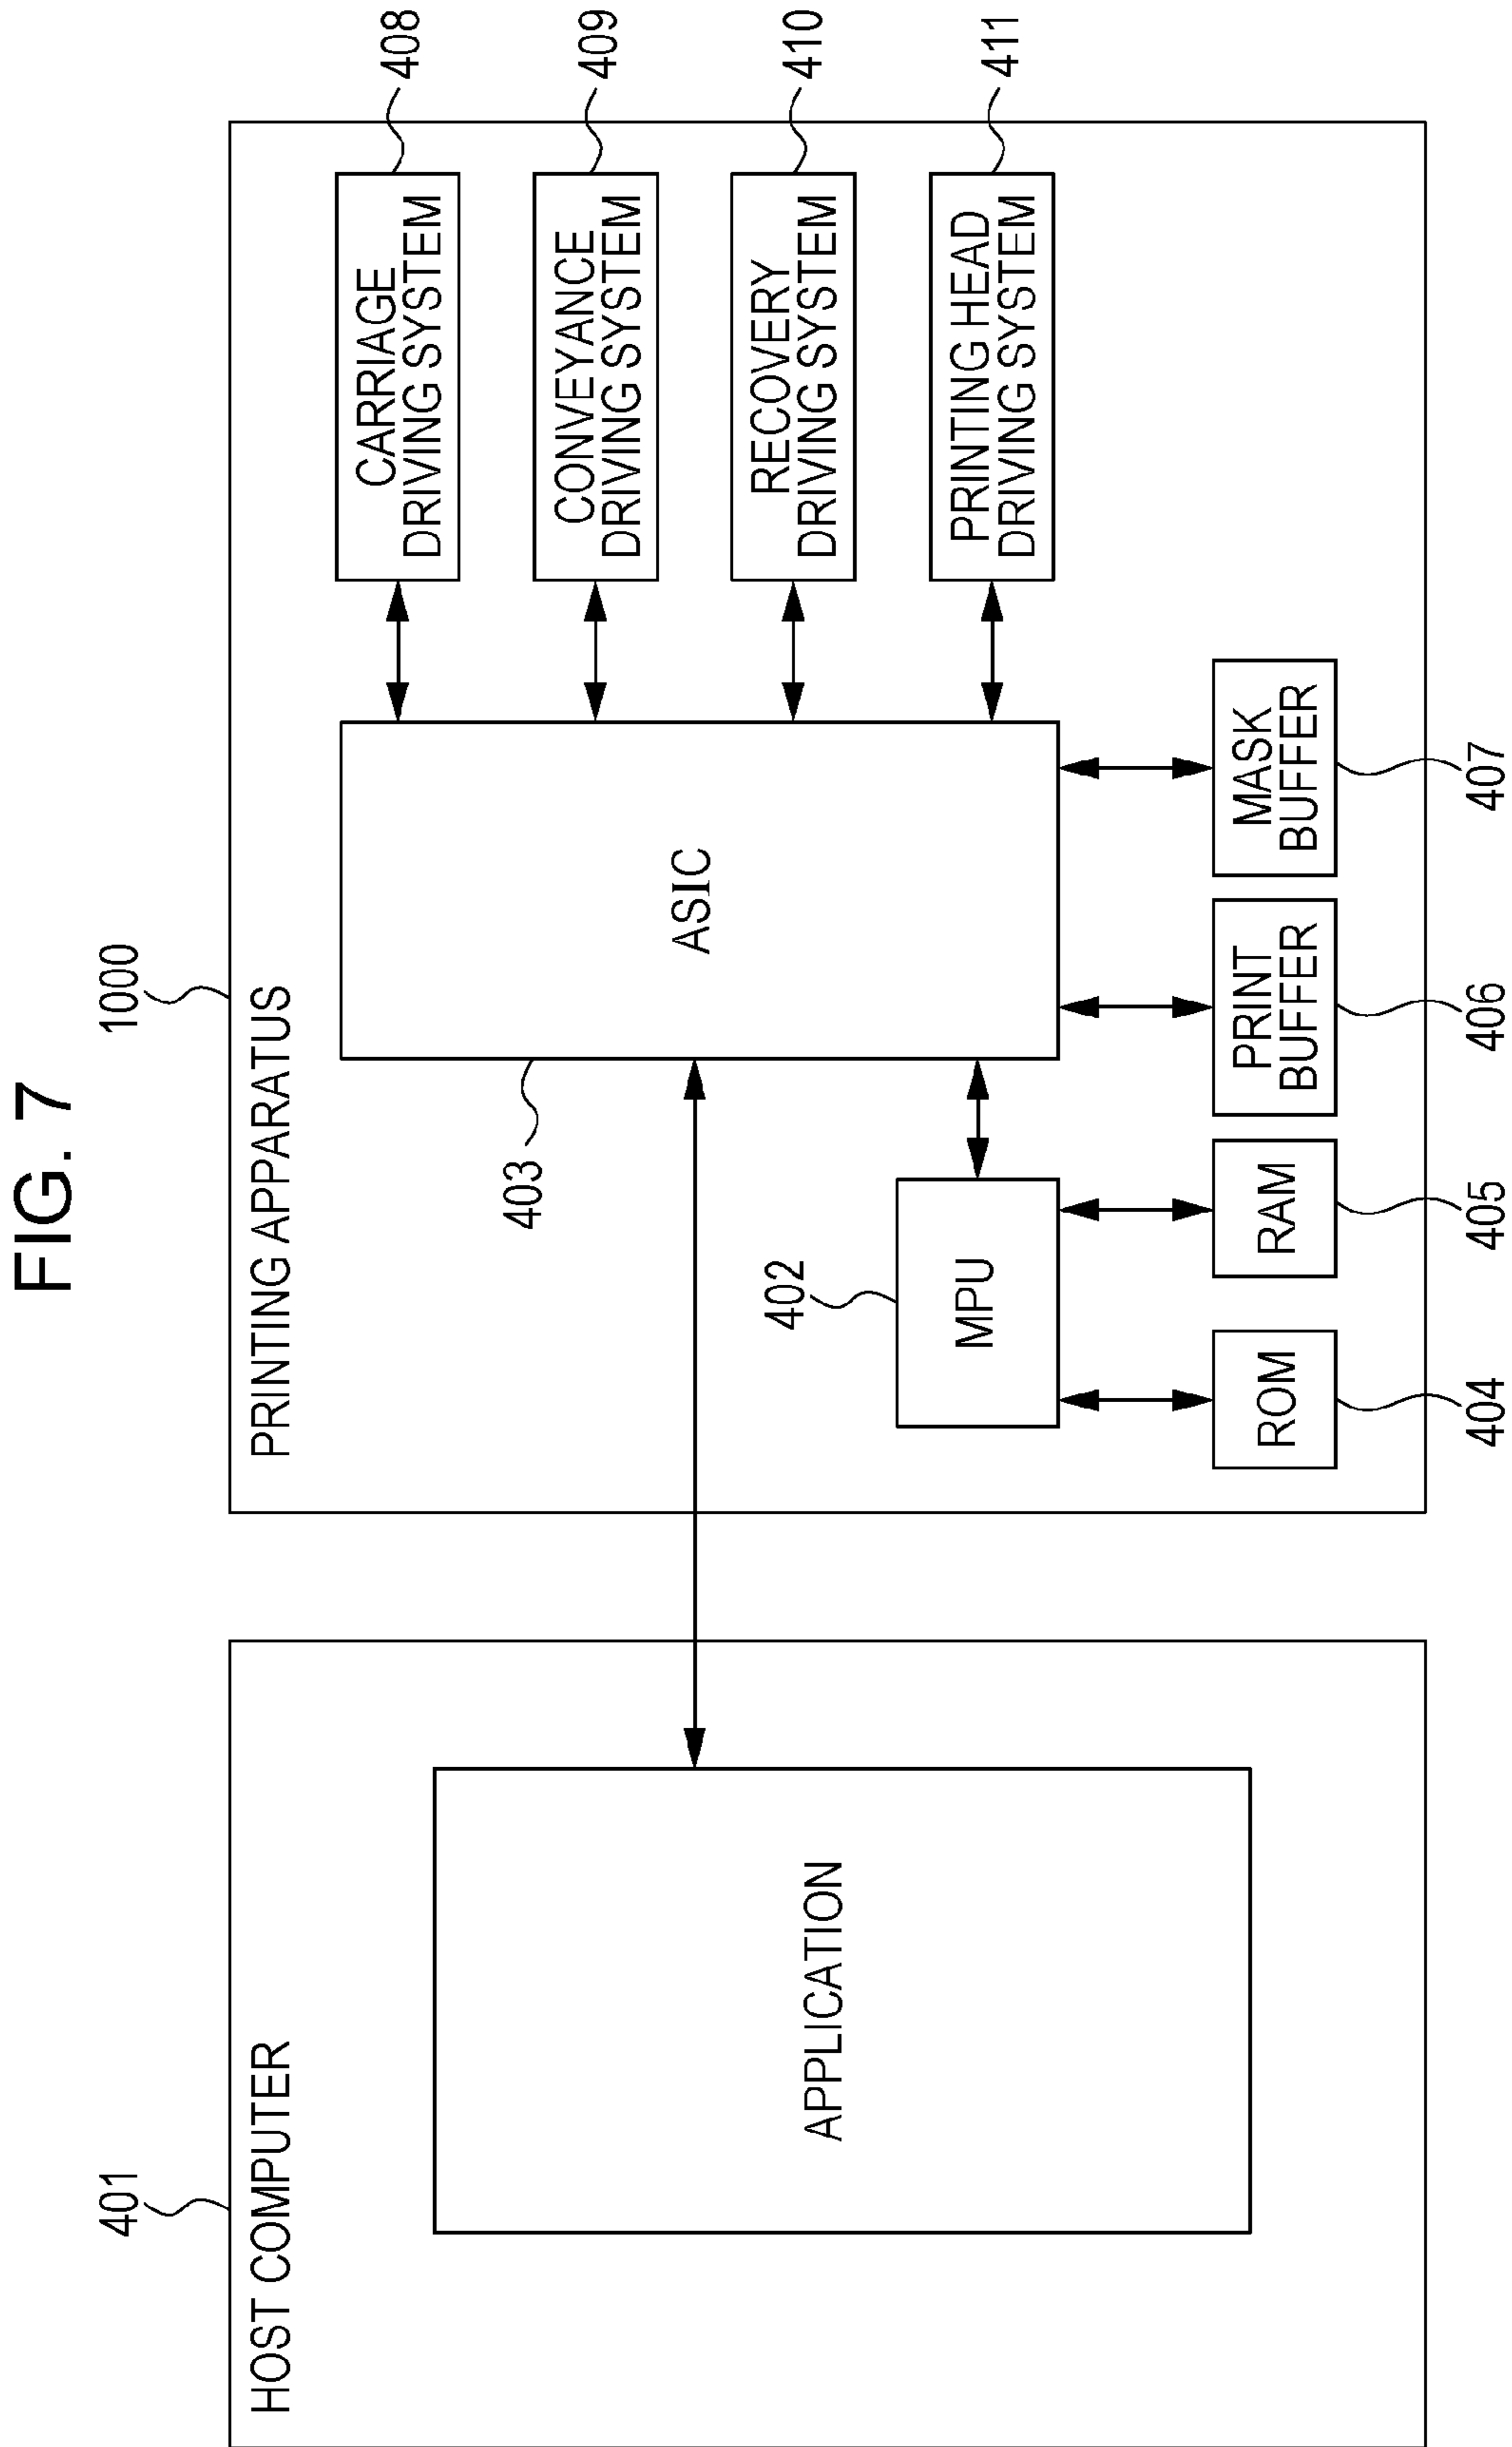 FIG. 7
401
HOST COMPUTER
APPLICATION
1000
PRINTING APPARATUS
403
ASIC
402
MPU
ROM
RAM
PRINT
BUFFER
MASK
BUFFER
404
405
406
407
CARRIAGE
DRIVING SYSTEM
408
CONVEYANCE
DRIVING SYSTEM
409
RECOVERY
DRIVING SYSTEM
410
PRINTING HEAD
DRIVING SYSTEM
411